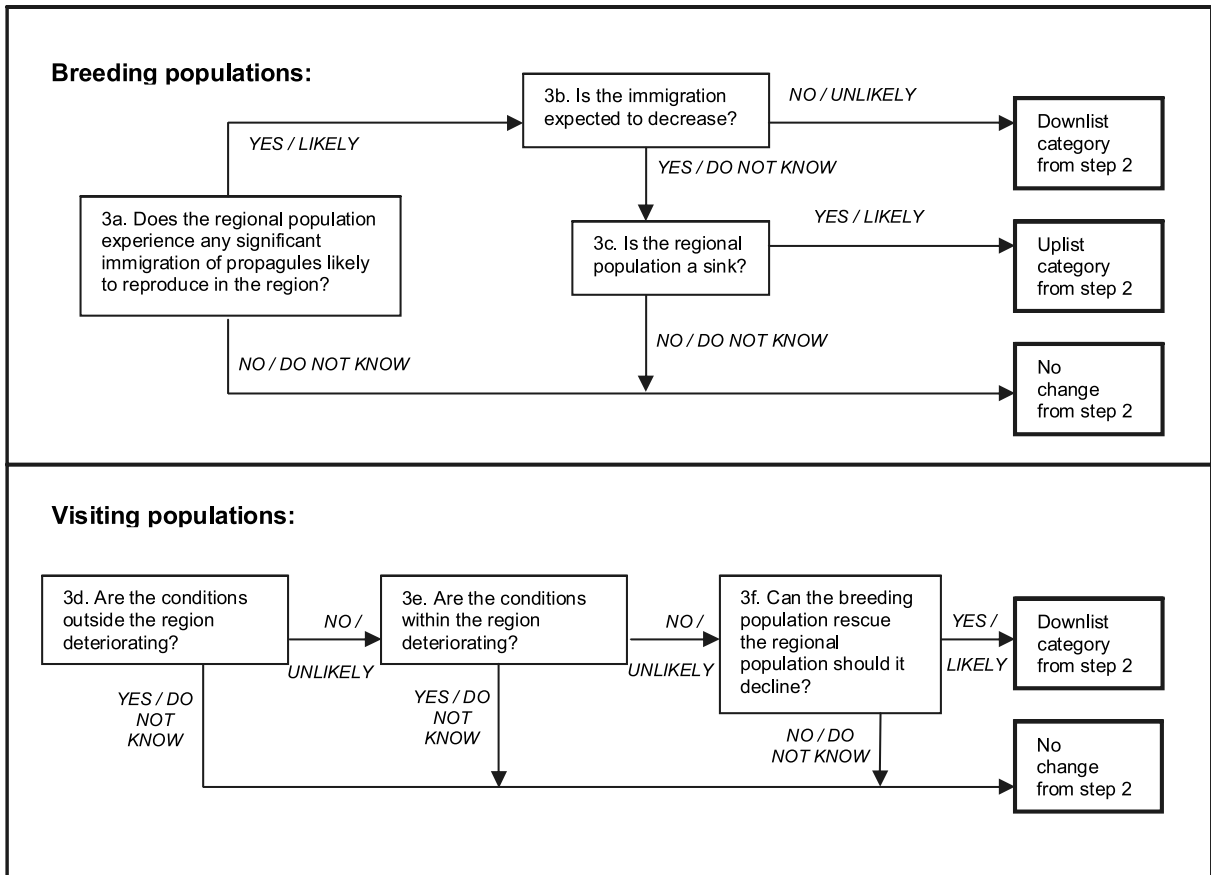 Breeding populations:
3b. Is the immigration
expected to decrease?
NO / UNLIKELY
Downlist
category
from step 2
YES / LIKELY
YES / DO NOT KNOW
3a. Does the regional population
experience any significant
immigration of propagules likely
to reproduce in the region?
3c. Is the regional
population a sink?
YES / LIKELY
Uplist
category
from step 2
NO / DO NOT KNOW
NO / DO NOT KNOW
No
change
from step 2
Visiting populations:
3d. Are the conditions
outside the region
deteriorating?
NO /
UNLIKELY
3e. Are the conditions
within the region
deteriorating?
NO /
UNLIKELY
3f. Can the breeding
population rescue
the regional
population should it
decline?
YES /
LIKELY
Downlist
category
from step 2
YES / DO
NOT
KNOW
YES / DO
NOT
KNOW
NO / DO
NOT KNOW
No
change
from step 2